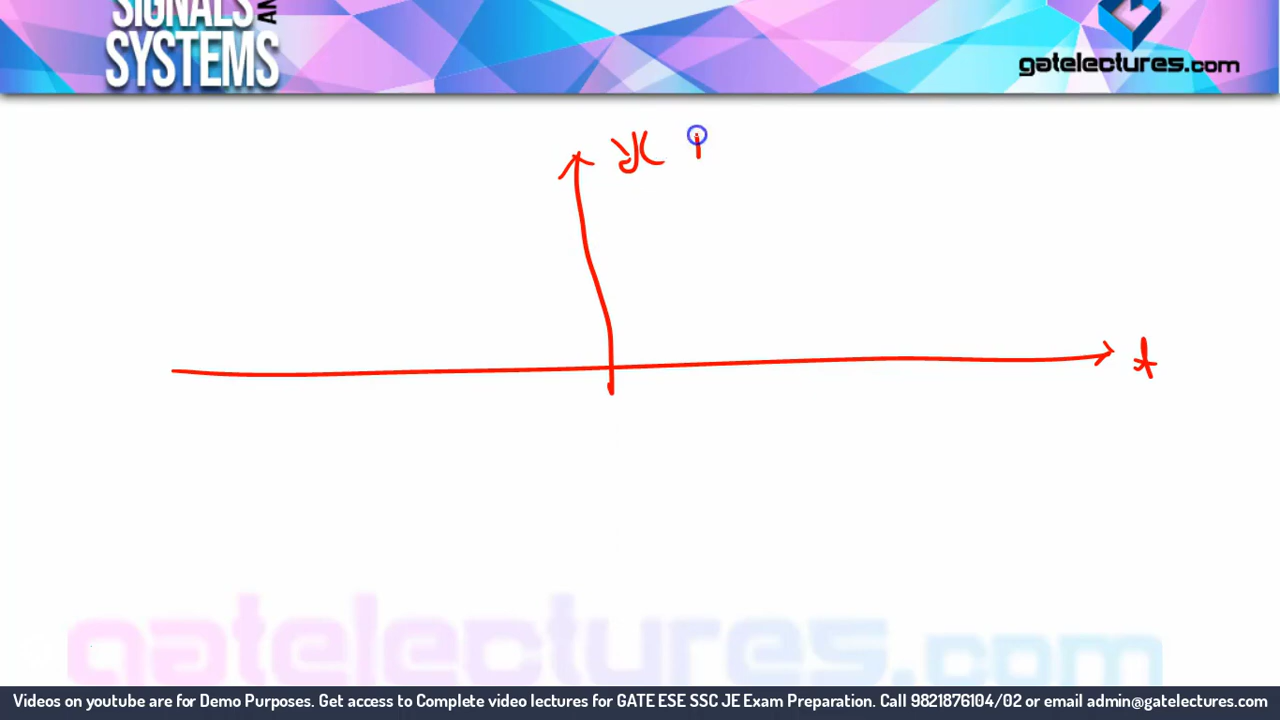 SIGNALS AND
SYSTEMS
gatelectures.com
x
t
gatelectures.com
Videos on youtube are for Demo Purposes. Get access to Complete video lectures for GATE ESE SSC JE Exam Preparation. Call 9821876104/02 or email admin@gatelectures.com